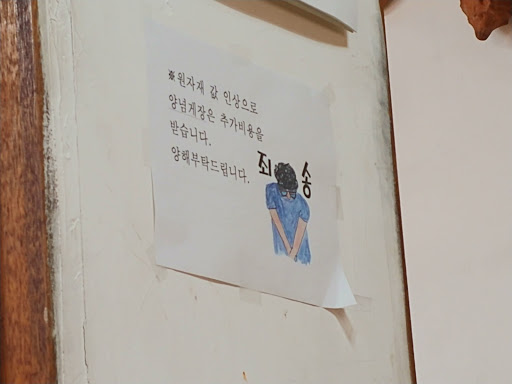 ※원자재 값 인상으로
양념게장은 추가비용을
받습니다.
양해부탁드립니다.
죄송